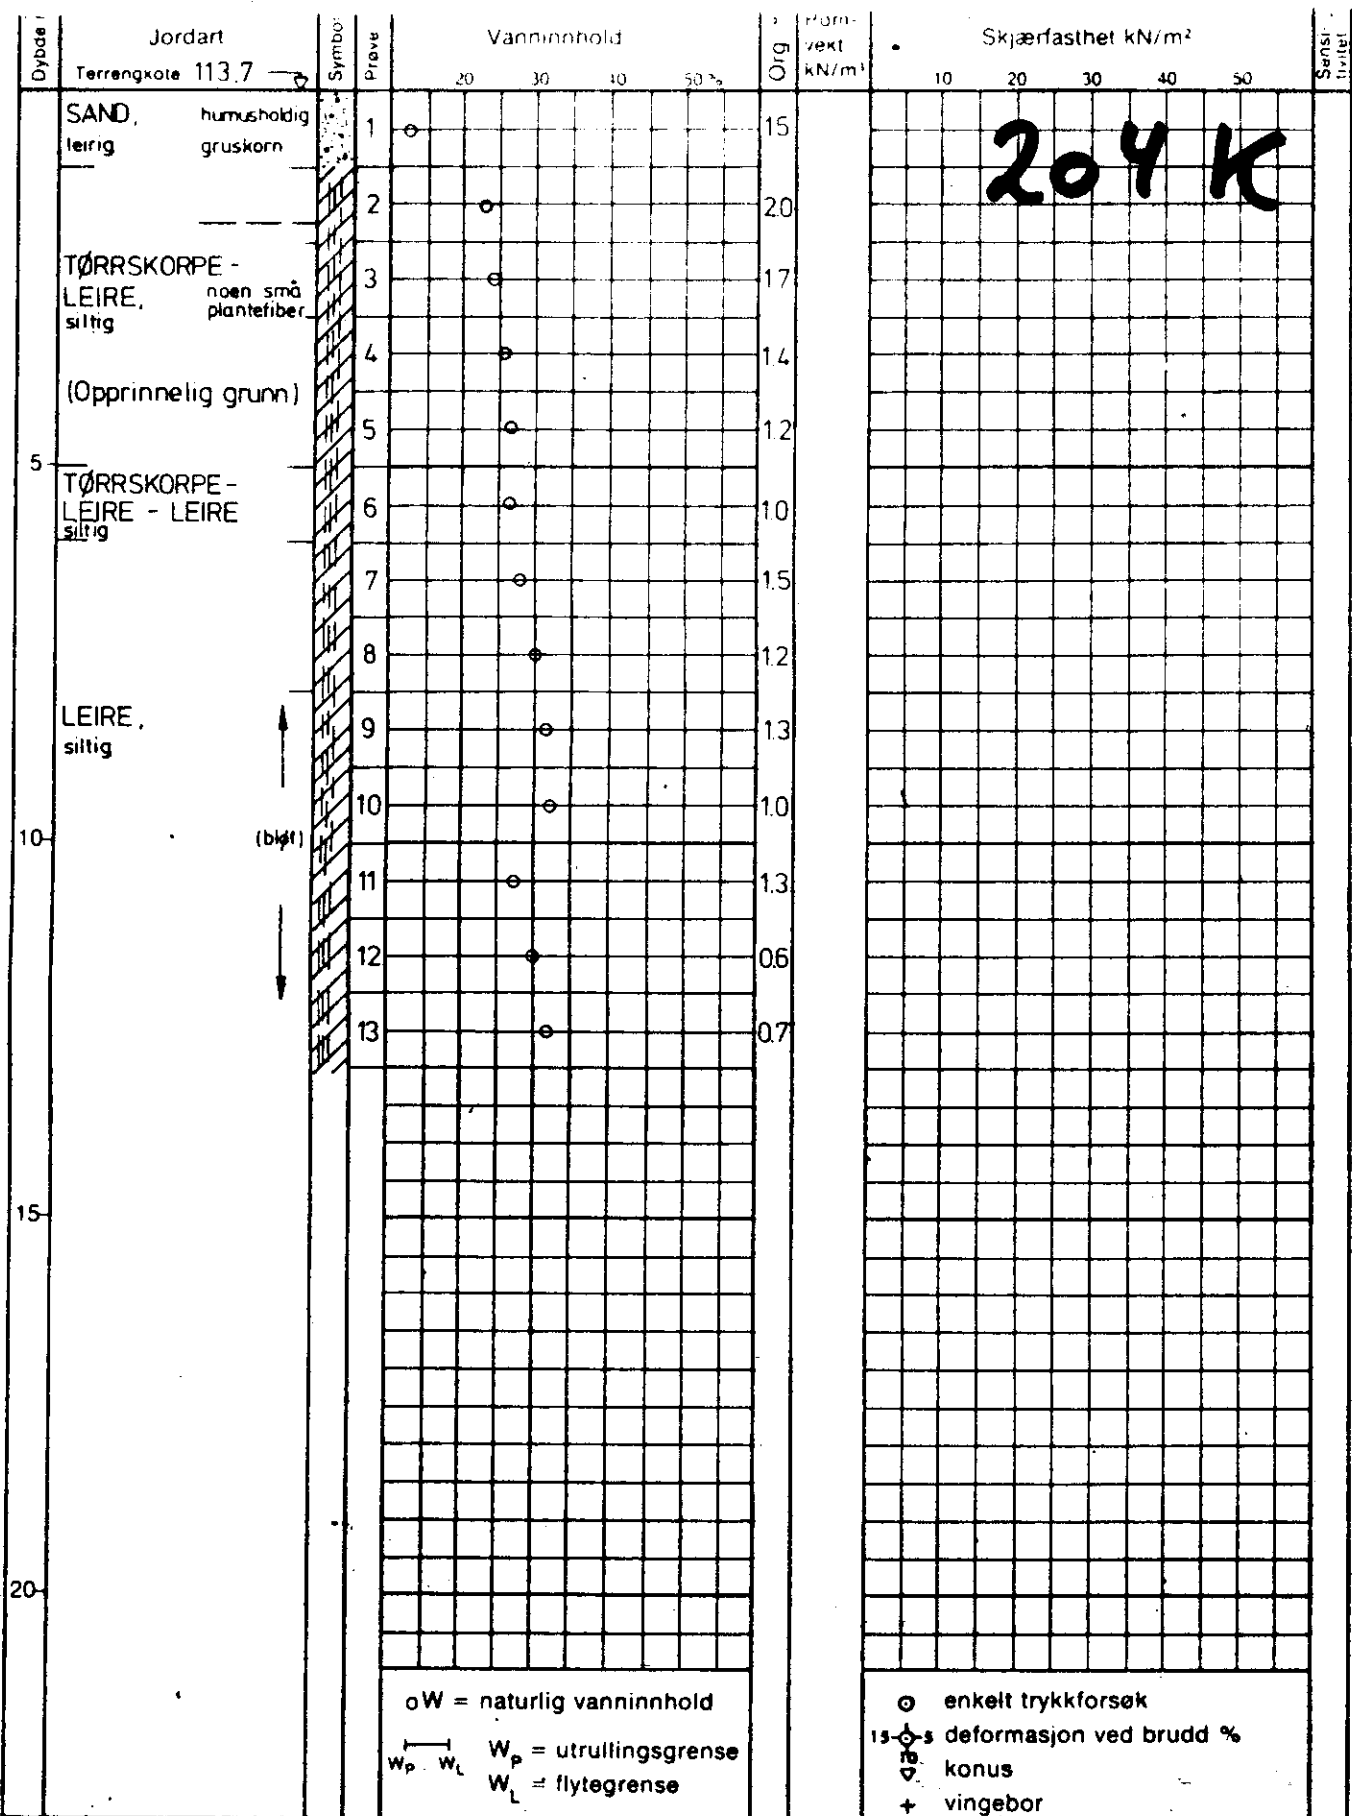 Dybde
Jordart
Symbol
Prøve
Vanninnhold
Org
Rom-
vekt
kN/m³
Skjærfasthet kN/m²
Sensi-
tivitet
Terrengkote 113.7
20 30 40 50 %
10 20 30 40 50
204 K
SAND, humusholdig
leirig gruskorn
1 15
2 2.0
TØRRSKORPE-
LEIRE, noen små
siltig plantefiber
3 17
4 1.4
(Opprinnelig grunn)
5 1.2
5
TØRRSKORPE-
LEIRE - LEIRE
siltig
6 1.0
7 1.5
8 1.2
LEIRE,
siltig
9 1.3
10 1.0
10
(bløt)
11 1.3
12 0.6
13 0.7
15
20
o W = naturlig vanninnhold
Wp WL Wp = utrullingsgrense
WL = flytegrense
enkelt trykkforsøk
15 5 deformasjon ved brudd %
10
konus
+ vingebor